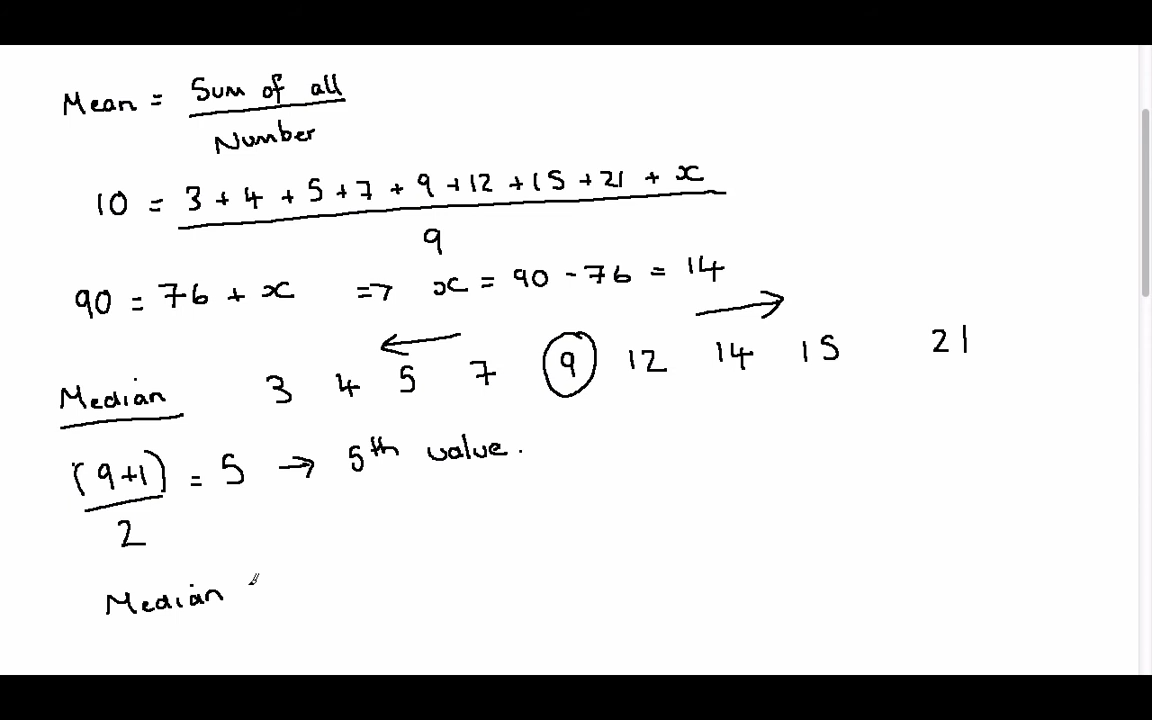 Mean = Sum of all
Number
10 = 3 + 4 + 5 + 7 + 9 + 12 + 15 + 21 + x
9
90 = 76 + x => x = 90 - 76 = 14
Median 3 4 5 7 9 12 14 15 21
(9+1) = 5 → 5th value.
2
Median